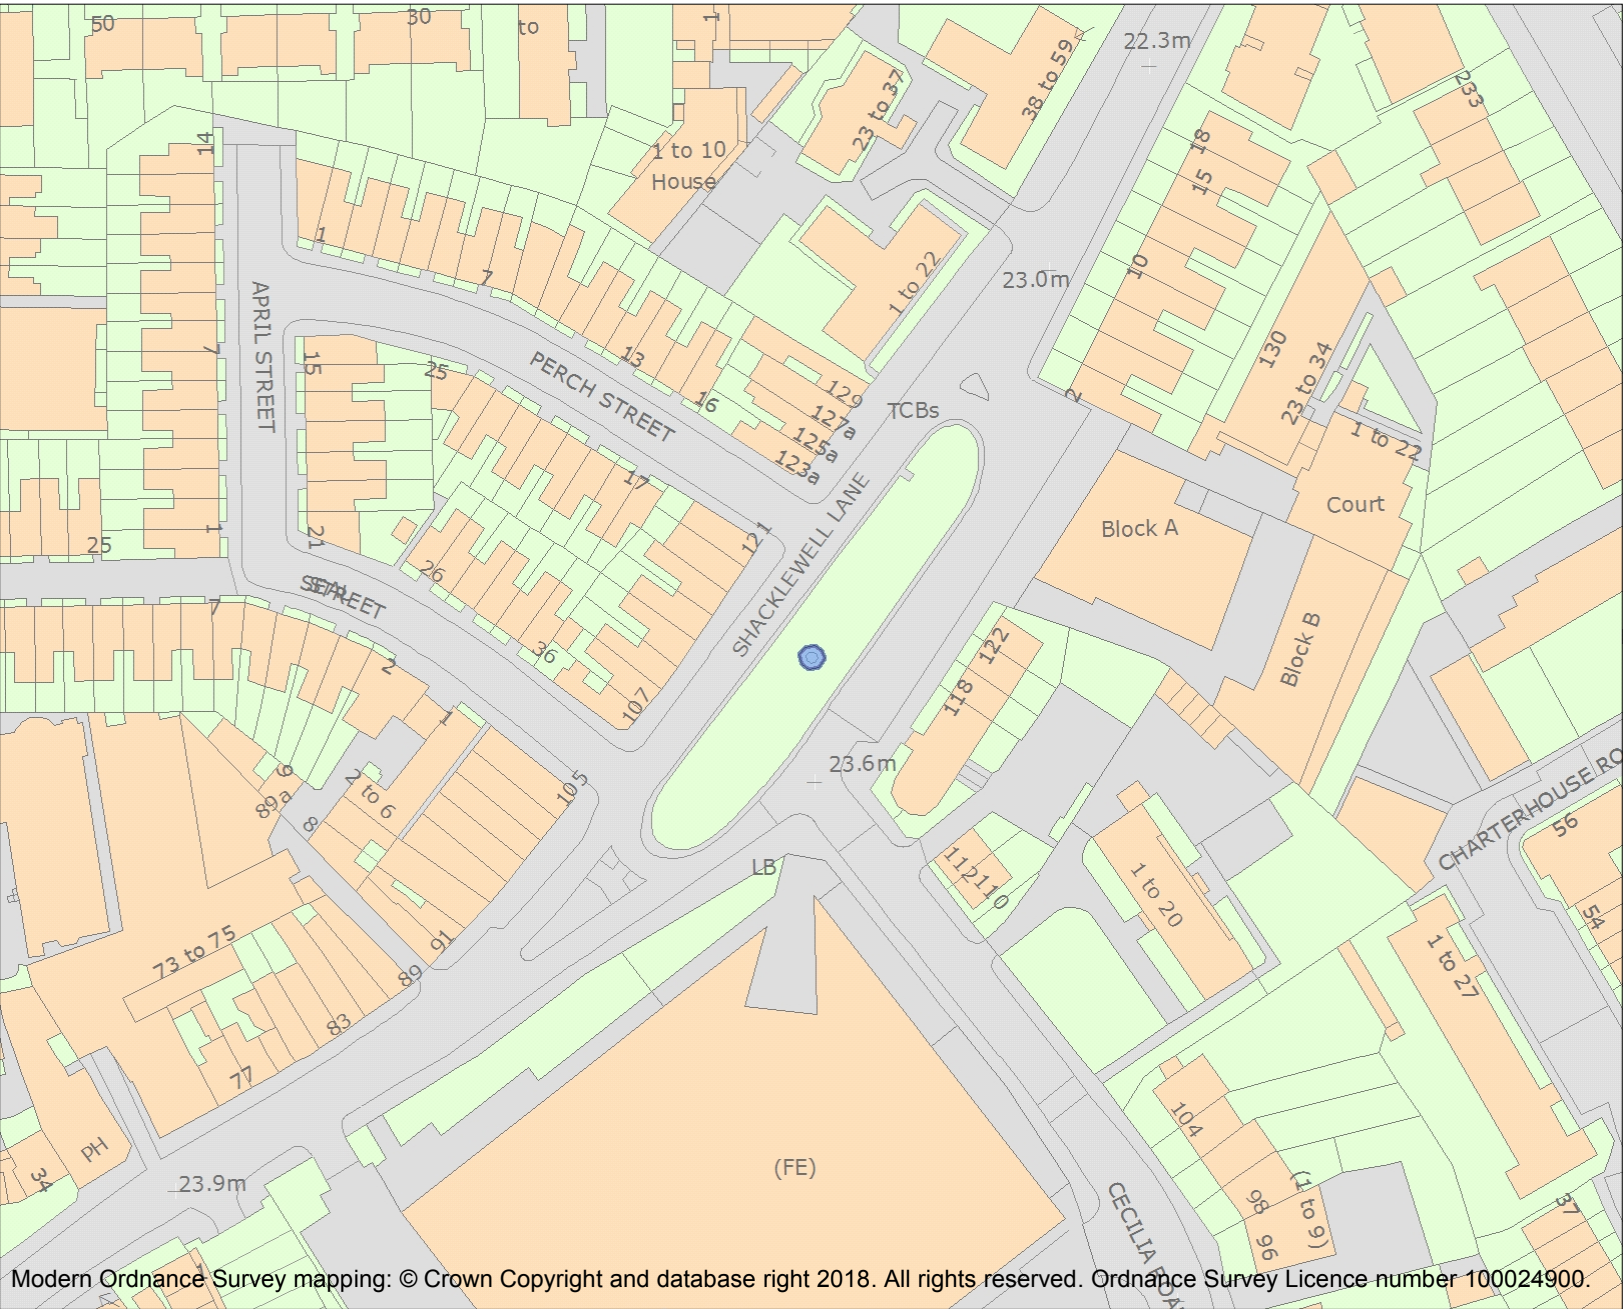 50
30
to
1
22.3m
38 to 59
23 to 37
233
14
1 to 10
House
18
15
1
7
10
1 to 22
23.0m
APRIL STREET
7
15
25
PERCH STREET
13
16
129
127a
125a
123a
TCBs
2
130
23 to 34
1 to 22
Court
17
121
SHACKLEWELL LANE
Block A
1
21
25
26
36
SEAL
STREET
7
2
107
122
118
Block B
1
105
23.6m
9
89a
2 to 6
8
CHARTERHOUSE RO
56
LB
112
110
1 to 20
54
91
89
73 to 75
83
77
1 to 27
PH
34
23.9m
(FE)
104
98
96
(1 to 9)
37
CECILIA ROA
Modern Ordnance Survey mapping: © Crown Copyright and database right 2018. All rights reserved. Ordnance Survey Licence number 100024900.